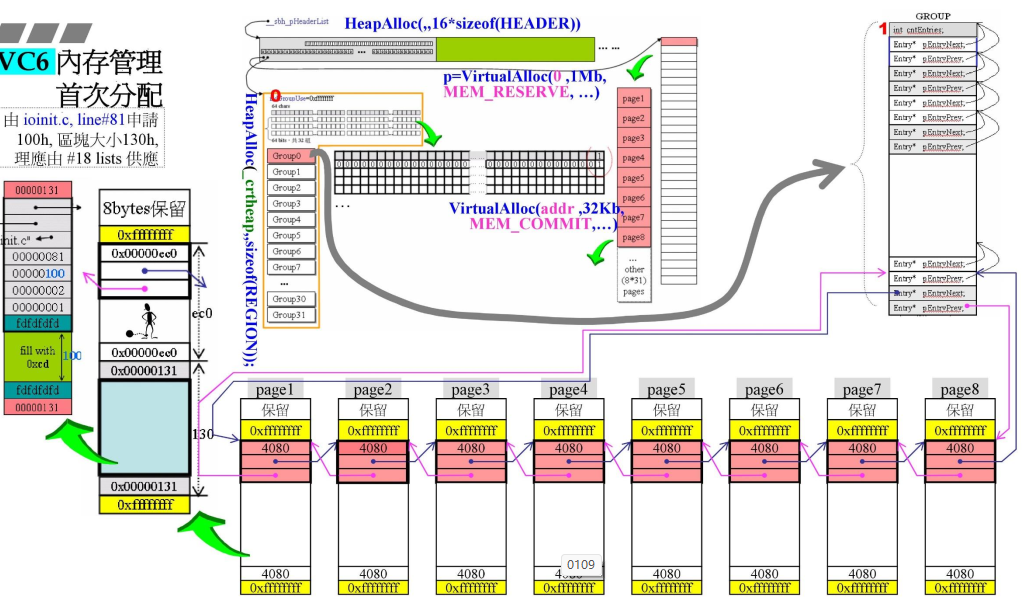 VC6 內存管理
首次分配
由 ioinit.c, line#81申請
100h, 區塊大小130h,
理應由 #18 lists 供應
00000131
init.c"
00000081
00000100
00000002
00000001
fdfdfdfd
fill with
0xcd
100
fdfdfdfd
00000131
8bytes保留
0xffffffff
0x00000ec0
ec0
0x00000ec0
0x00000131
130
0x00000131
0xffffffff
__sbh_pHeaderList
HeapAlloc(,,16*sizeof(HEADER))
... ...
p=VirtualAlloc(0 ,1Mb,
MEM_RESERVE, ...)
HeapAlloc(_crtheap,,sizeof(REGION));
0
64 chars
Group0
Group1
Group2
Group3
Group4
Group5
Group6
Group7
...
Group30
Group31
...
VirtualAlloc(addr ,32Kb,
MEM_COMMIT,...)
page1
page2
page3
page4
page5
page6
page7
page8
...
other
(8*31)
pages
GROUP
1
int cntEntries;
Entry* pEntryNext;
Entry* pEntryPrev;
Entry* pEntryNext;
Entry* pEntryPrev;
Entry* pEntryNext;
Entry* pEntryPrev;
Entry* pEntryNext;
Entry* pEntryPrev;
Entry* pEntryNext;
Entry* pEntryPrev;
Entry* pEntryNext;
Entry* pEntryPrev;
page1 page2 page3 page4 page5 page6 page7 page8
保留 保留 保留 保留 保留 保留 保留 保留
0xffffffff 0xffffffff 0xffffffff 0xffffffff 0xffffffff 0xffffffff 0xffffffff 0xffffffff
4080 4080 4080 4080 4080 4080 4080 4080
0109
4080 4080 4080 4080 4080 4080 4080 4080
0xffffffff 0xffffffff 0xffffffff 0xffffffff 0xffffffff 0xffffffff 0xffffffff 0xffffffff